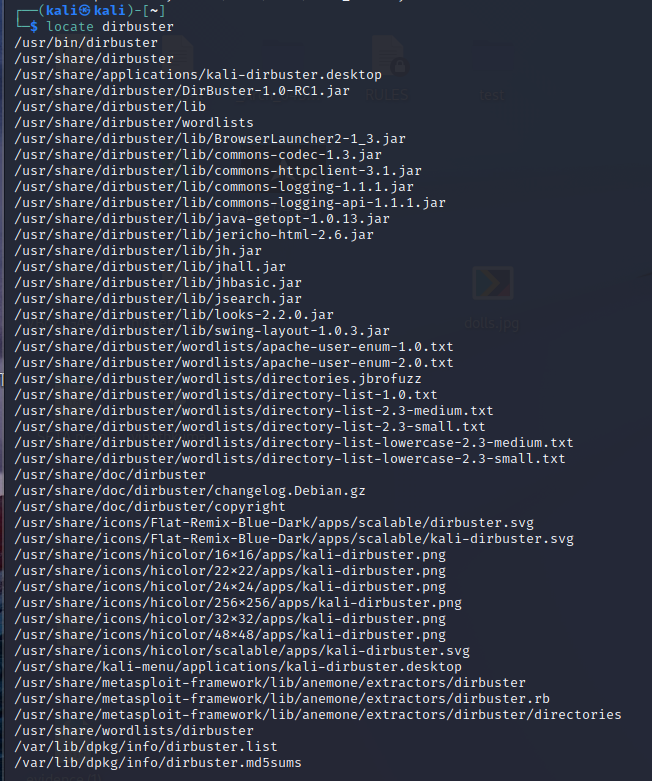 ┌──(kali㉿kali)-[~]
└─$ locate dirbuster
/usr/bin/dirbuster
/usr/share/dirbuster
/usr/share/applications/kali-dirbuster.desktop
/usr/share/dirbuster/DirBuster-1.0-RC1.jar
/usr/share/dirbuster/lib
/usr/share/dirbuster/wordlists
/usr/share/dirbuster/lib/BrowserLauncher2-1_3.jar
/usr/share/dirbuster/lib/commons-codec-1.3.jar
/usr/share/dirbuster/lib/commons-httpclient-3.1.jar
/usr/share/dirbuster/lib/commons-logging-1.1.1.jar
/usr/share/dirbuster/lib/commons-logging-api-1.1.1.jar
/usr/share/dirbuster/lib/java-getopt-1.0.13.jar
/usr/share/dirbuster/lib/jericho-html-2.6.jar
/usr/share/dirbuster/lib/jh.jar
/usr/share/dirbuster/lib/jhall.jar
/usr/share/dirbuster/lib/jhbasic.jar
/usr/share/dirbuster/lib/jsearch.jar
/usr/share/dirbuster/lib/looks-2.2.0.jar
/usr/share/dirbuster/lib/swing-layout-1.0.3.jar
/usr/share/dirbuster/wordlists/apache-user-enum-1.0.txt
/usr/share/dirbuster/wordlists/apache-user-enum-2.0.txt
/usr/share/dirbuster/wordlists/directories.jbrofuzz
/usr/share/dirbuster/wordlists/directory-list-1.0.txt
/usr/share/dirbuster/wordlists/directory-list-2.3-medium.txt
/usr/share/dirbuster/wordlists/directory-list-2.3-small.txt
/usr/share/dirbuster/wordlists/directory-list-lowercase-2.3-medium.txt
/usr/share/dirbuster/wordlists/directory-list-lowercase-2.3-small.txt
/usr/share/doc/dirbuster
/usr/share/doc/dirbuster/changelog.Debian.gz
/usr/share/doc/dirbuster/copyright
/usr/share/icons/Flat-Remix-Blue-Dark/apps/scalable/dirbuster.svg
/usr/share/icons/Flat-Remix-Blue-Dark/apps/scalable/kali-dirbuster.svg
/usr/share/icons/hicolor/16×16/apps/kali-dirbuster.png
/usr/share/icons/hicolor/22×22/apps/kali-dirbuster.png
/usr/share/icons/hicolor/24×24/apps/kali-dirbuster.png
/usr/share/icons/hicolor/256×256/apps/kali-dirbuster.png
/usr/share/icons/hicolor/32×32/apps/kali-dirbuster.png
/usr/share/icons/hicolor/48×48/apps/kali-dirbuster.png
/usr/share/icons/hicolor/scalable/apps/kali-dirbuster.svg
/usr/share/kali-menu/applications/kali-dirbuster.desktop
/usr/share/metasploit-framework/lib/anemone/extractors/dirbuster
/usr/share/metasploit-framework/lib/anemone/extractors/dirbuster.rb
/usr/share/metasploit-framework/lib/anemone/extractors/dirbuster/directories
/usr/share/wordlists/dirbuster
/var/lib/dpkg/info/dirbuster.list
/var/lib/dpkg/info/dirbuster.md5sums
RULES
test
dolls.jpg